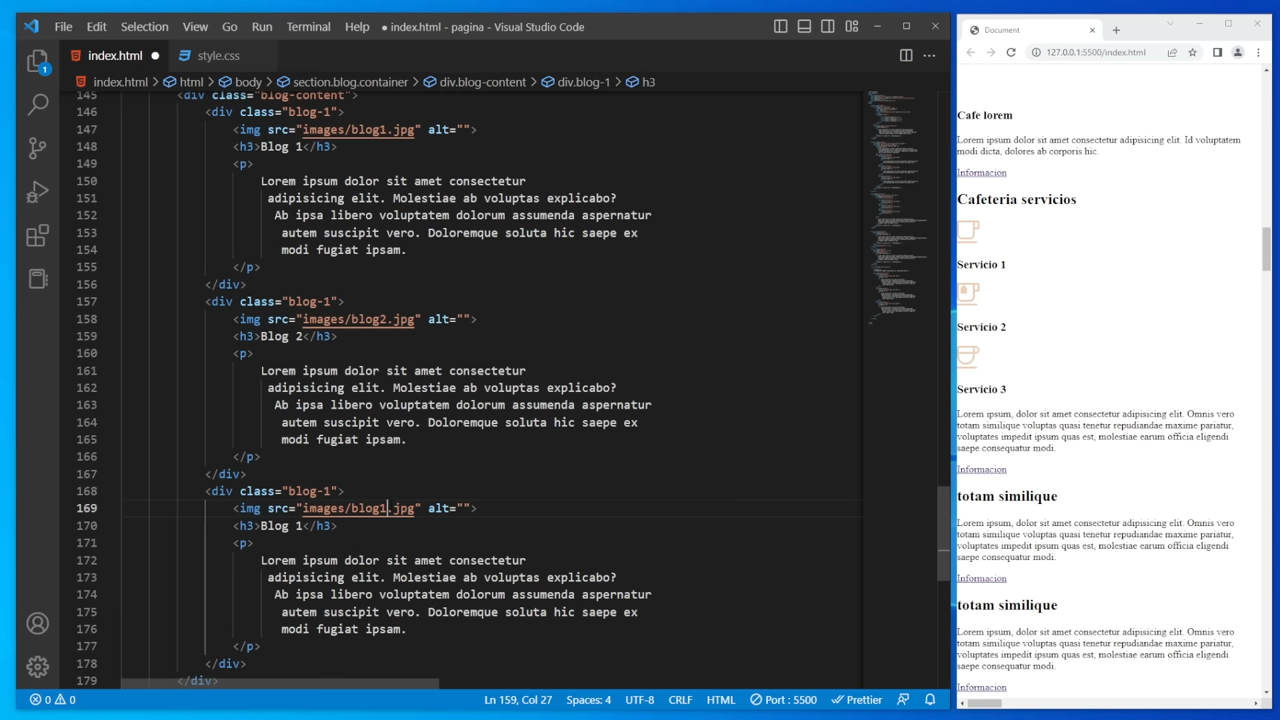 File Edit Selection View Go Run Terminal Help
● index.html - pagina - Visual Studio Code
index.html ●
style.css
index.html > html > body > section.blog.container > div.blog-content > div.blog-1 > h3
145 <div class="blog-content">
146 <div class="blog-1">
147 <img src="images/blog1.jpg" alt="">
148 <h3>Blog 1</h3>
149 <p>
150 ipsum dolor sit amet consectetur
151 adipisicing elit. Molestiae ab voluptas explicabo?
152 Ab ipsa libero voluptatem dolorum assumenda aspernatur
153 autem suscipit vero. Doloremque soluta hic saepe ex
154 modi fugiat ipsam.
155 </p>
156 </div>
157 <div class="blog-1">
158 <img src="images/blog2.jpg" alt="">
159 <h3>Blog 2</h3>
160 <p>
161 orem ipsum dolor sit amet consectetur
162 adipisicing elit. Molestiae ab voluptas explicabo?
163 Ab ipsa libero voluptatem dolorum assumenda aspernatur
164 autem suscipit vero. Doloremque soluta hic saepe ex
165 modi fugiat ipsam.
166 </p>
167 </div>
168 <div class="blog-1">
169 <img src="images/blog1.jpg" alt="">
170 <h3>Blog 1</h3>
171 <p>
172 ipsum dolor sit amet consectetur
173 adipisicing elit. Molestiae ab voluptas explicabo?
174 Ab ipsa libero voluptatem dolorum assumenda aspernatur
175 autem suscipit vero. Doloremque soluta hic saepe ex
176 modi fugiat ipsam.
177 </p>
178 </div>
179 </div>
1
0 0
Ln 159, Col 27
Spaces: 4
UTF-8
CRLF
HTML
Port : 5500
Prettier
Document
127.0.0.1:5500/index.html
Cafe lorem
Lorem ipsum dolor sit amet consectetur adipisicing elit. Id voluptatem
modi dicta, dolores ab corporis hic.
Informacion
Cafeteria servicios
Servicio 1
Servicio 2
Servicio 3
Lorem ipsum, dolor sit amet consectetur adipisicing elit. Omnis vero
totam similique voluptas quasi tenetur repudiandae maxime pariatur,
voluptates impedit ipsum quas est, molestiae earum officia eligendi
saepe consequatur modi.
Informacion
totam similique
Lorem ipsum, dolor sit amet consectetur adipisicing elit. Omnis vero
totam similique voluptas quasi tenetur repudiandae maxime pariatur,
voluptates impedit ipsum quas est, molestiae earum officia eligendi
saepe consequatur modi.
Informacion
totam similique
Lorem ipsum, dolor sit amet consectetur adipisicing elit. Omnis vero
totam similique voluptas quasi tenetur repudiandae maxime pariatur,
voluptates impedit ipsum quas est, molestiae earum officia eligendi
saepe consequatur modi.
Informacion